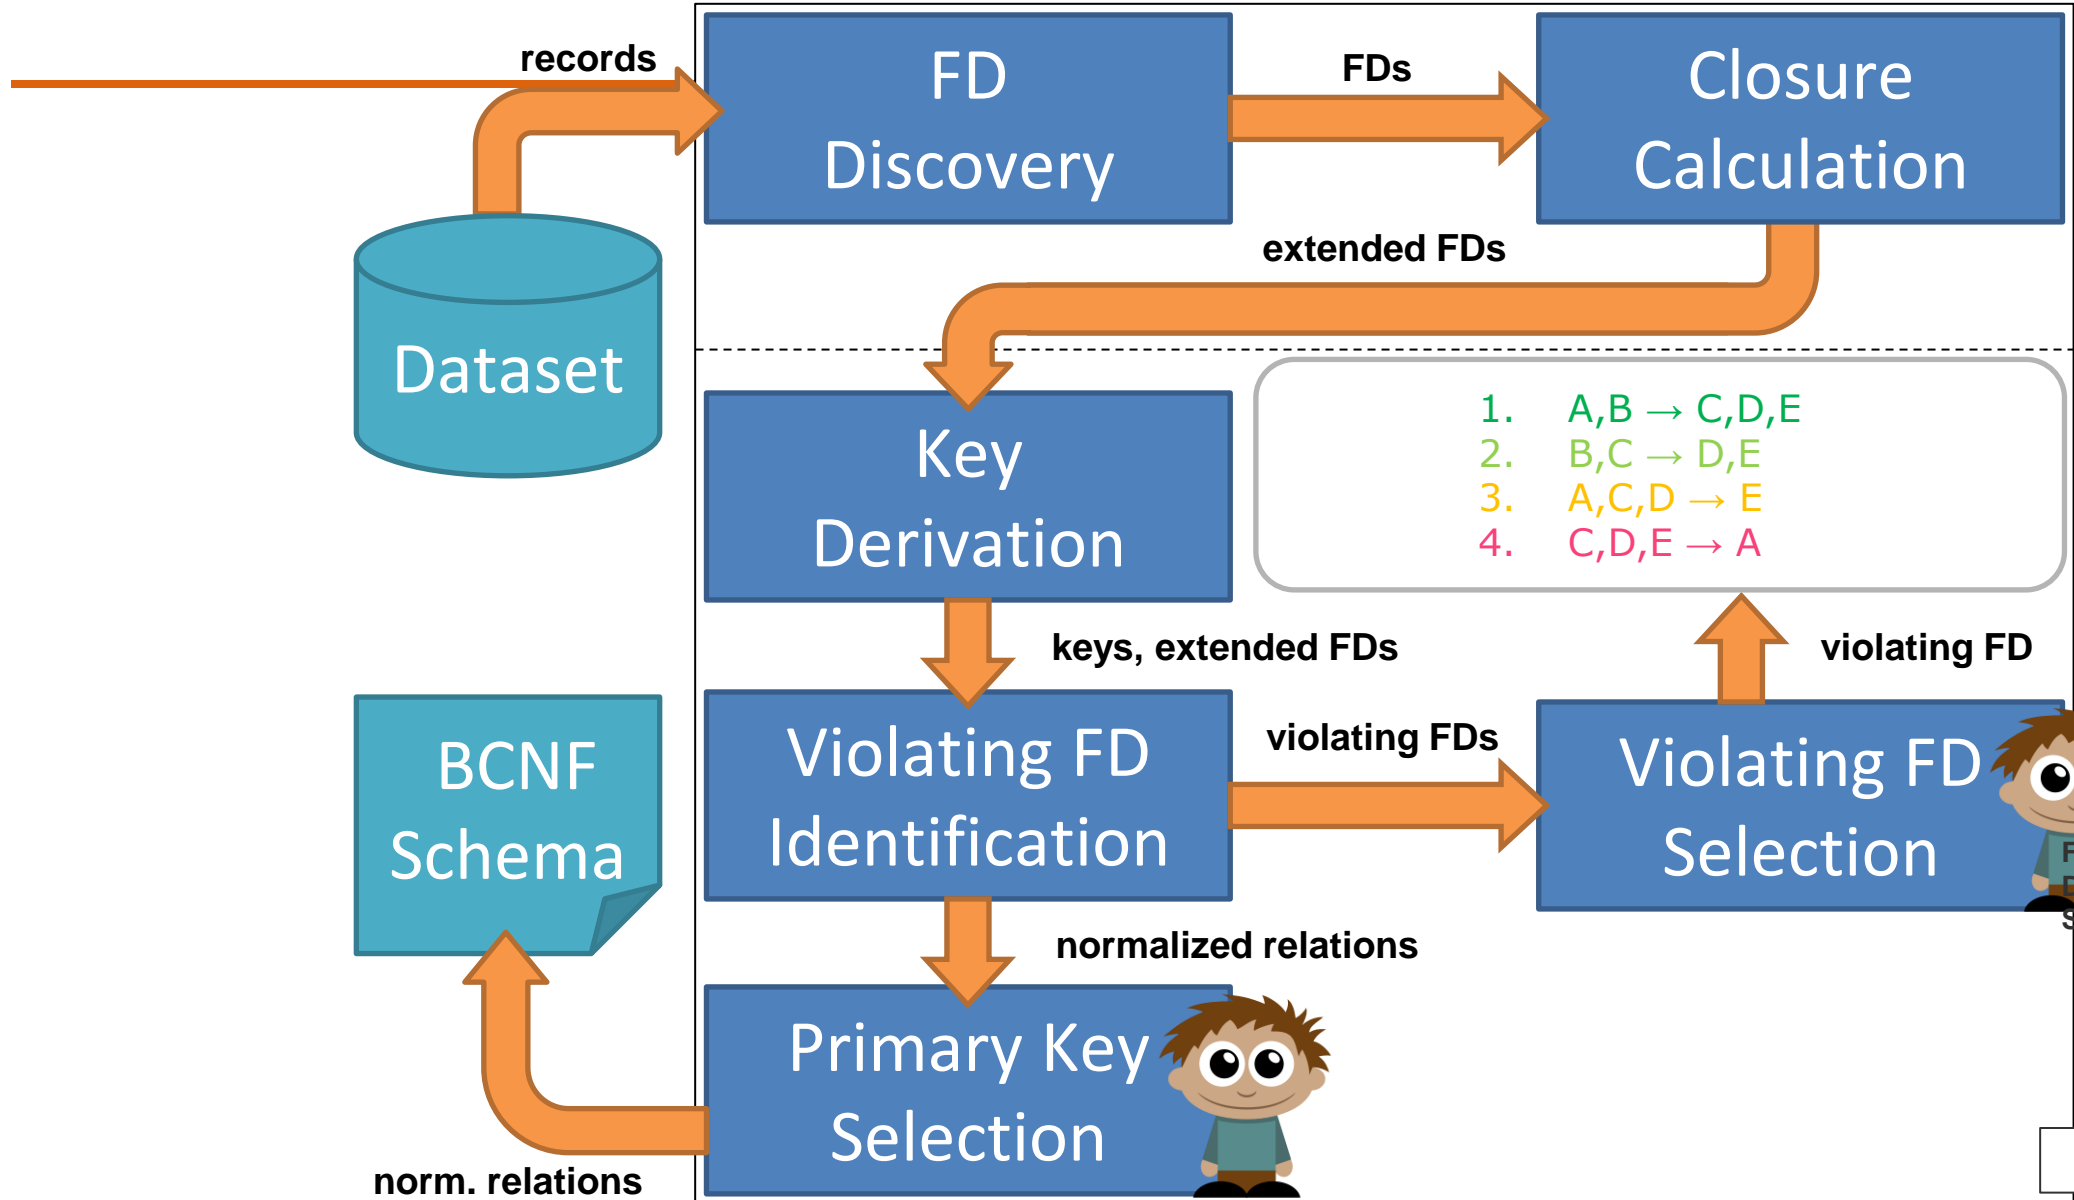 records
FD
Discovery
FDs
Closure
Calculation
extended FDs
Dataset
1. A,B → C,D,E
2. B,C → D,E
3. A,C,D → E
4. C,D,E → A
Key
Derivation
keys, extended FDs
violating FD
BCNF
Schema
Violating FD
Identification
violating FDs
Violating FD
Selection
normalized relations
Primary Key
Selection
norm. relations